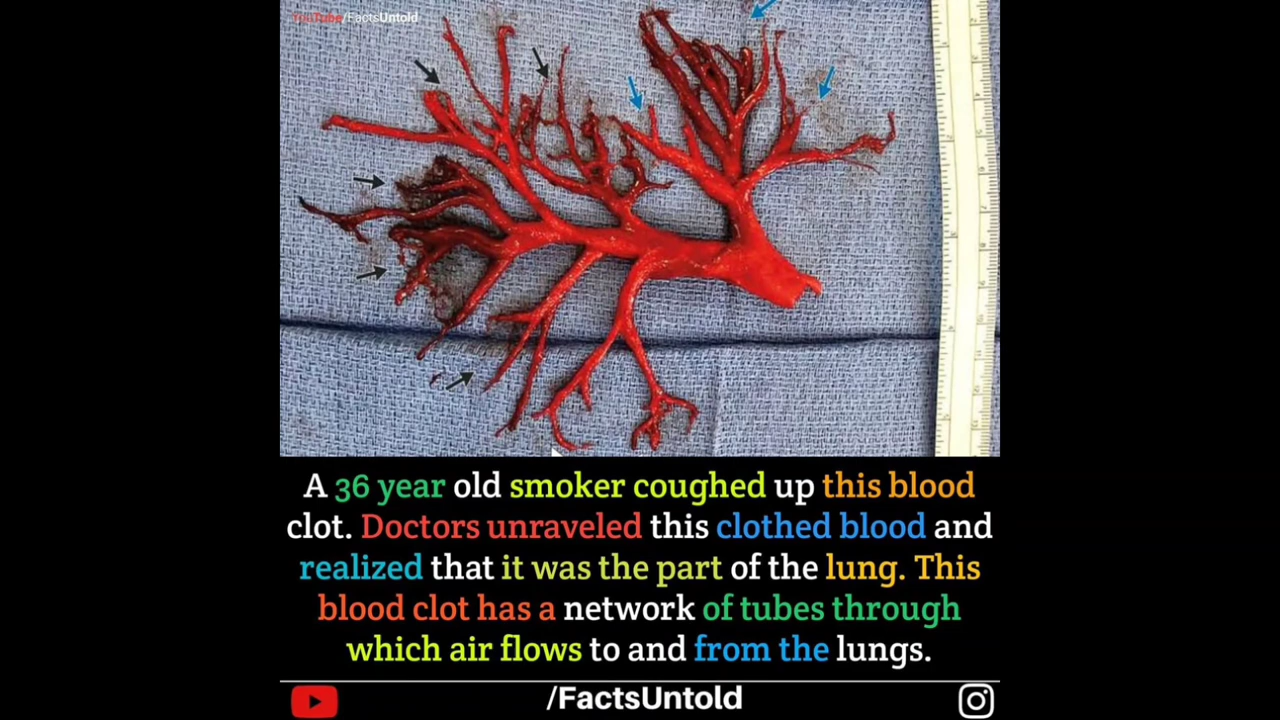 YouTube/FactsUntold
A 36 year old smoker coughed up this blood
clot. Doctors unraveled this clothed blood and
realized that it was the part of the lung. This
blood clot has a network of tubes through
which air flows to and from the lungs.
/FactsUntold